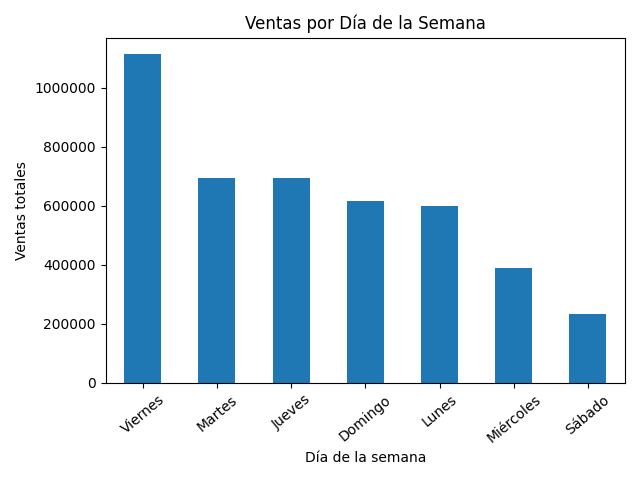 Ventas por Día de la Semana
Ventas totales
1000000
800000
600000
400000
200000
0
Viernes
Martes
Jueves
Domingo
Lunes
Miércoles
Sábado
Día de la semana